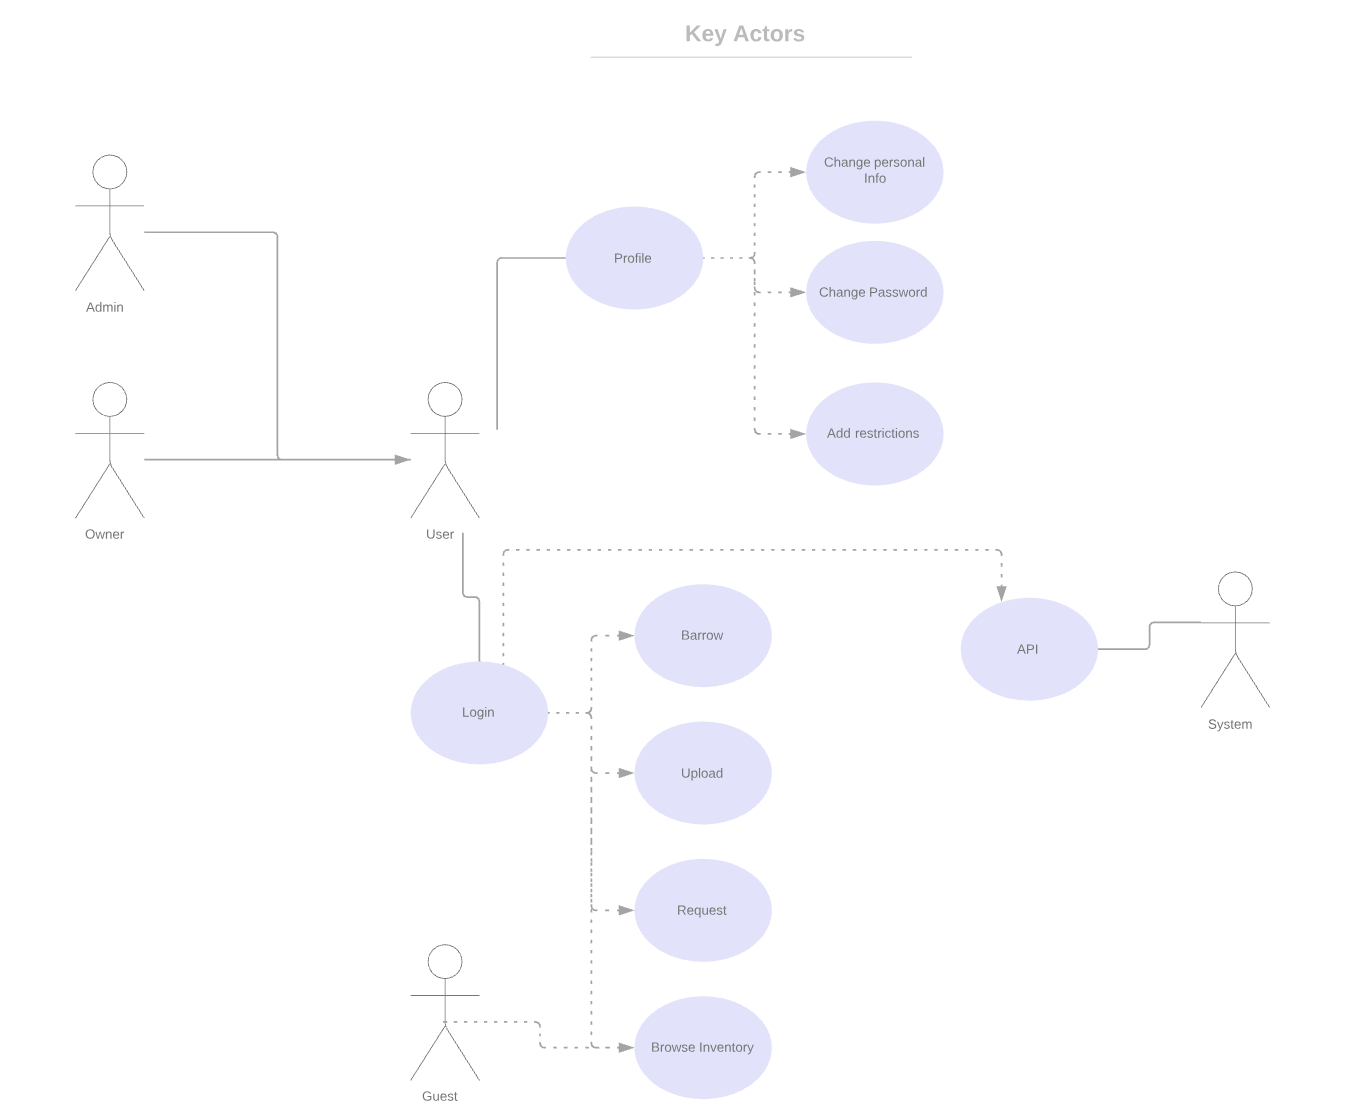 Key Actors
Change personal
Info
Profile
Change Password
Admin
Add restrictions
Owner
User
Barrow
API
Login
System
Upload
Request
Browse Inventory
Guest